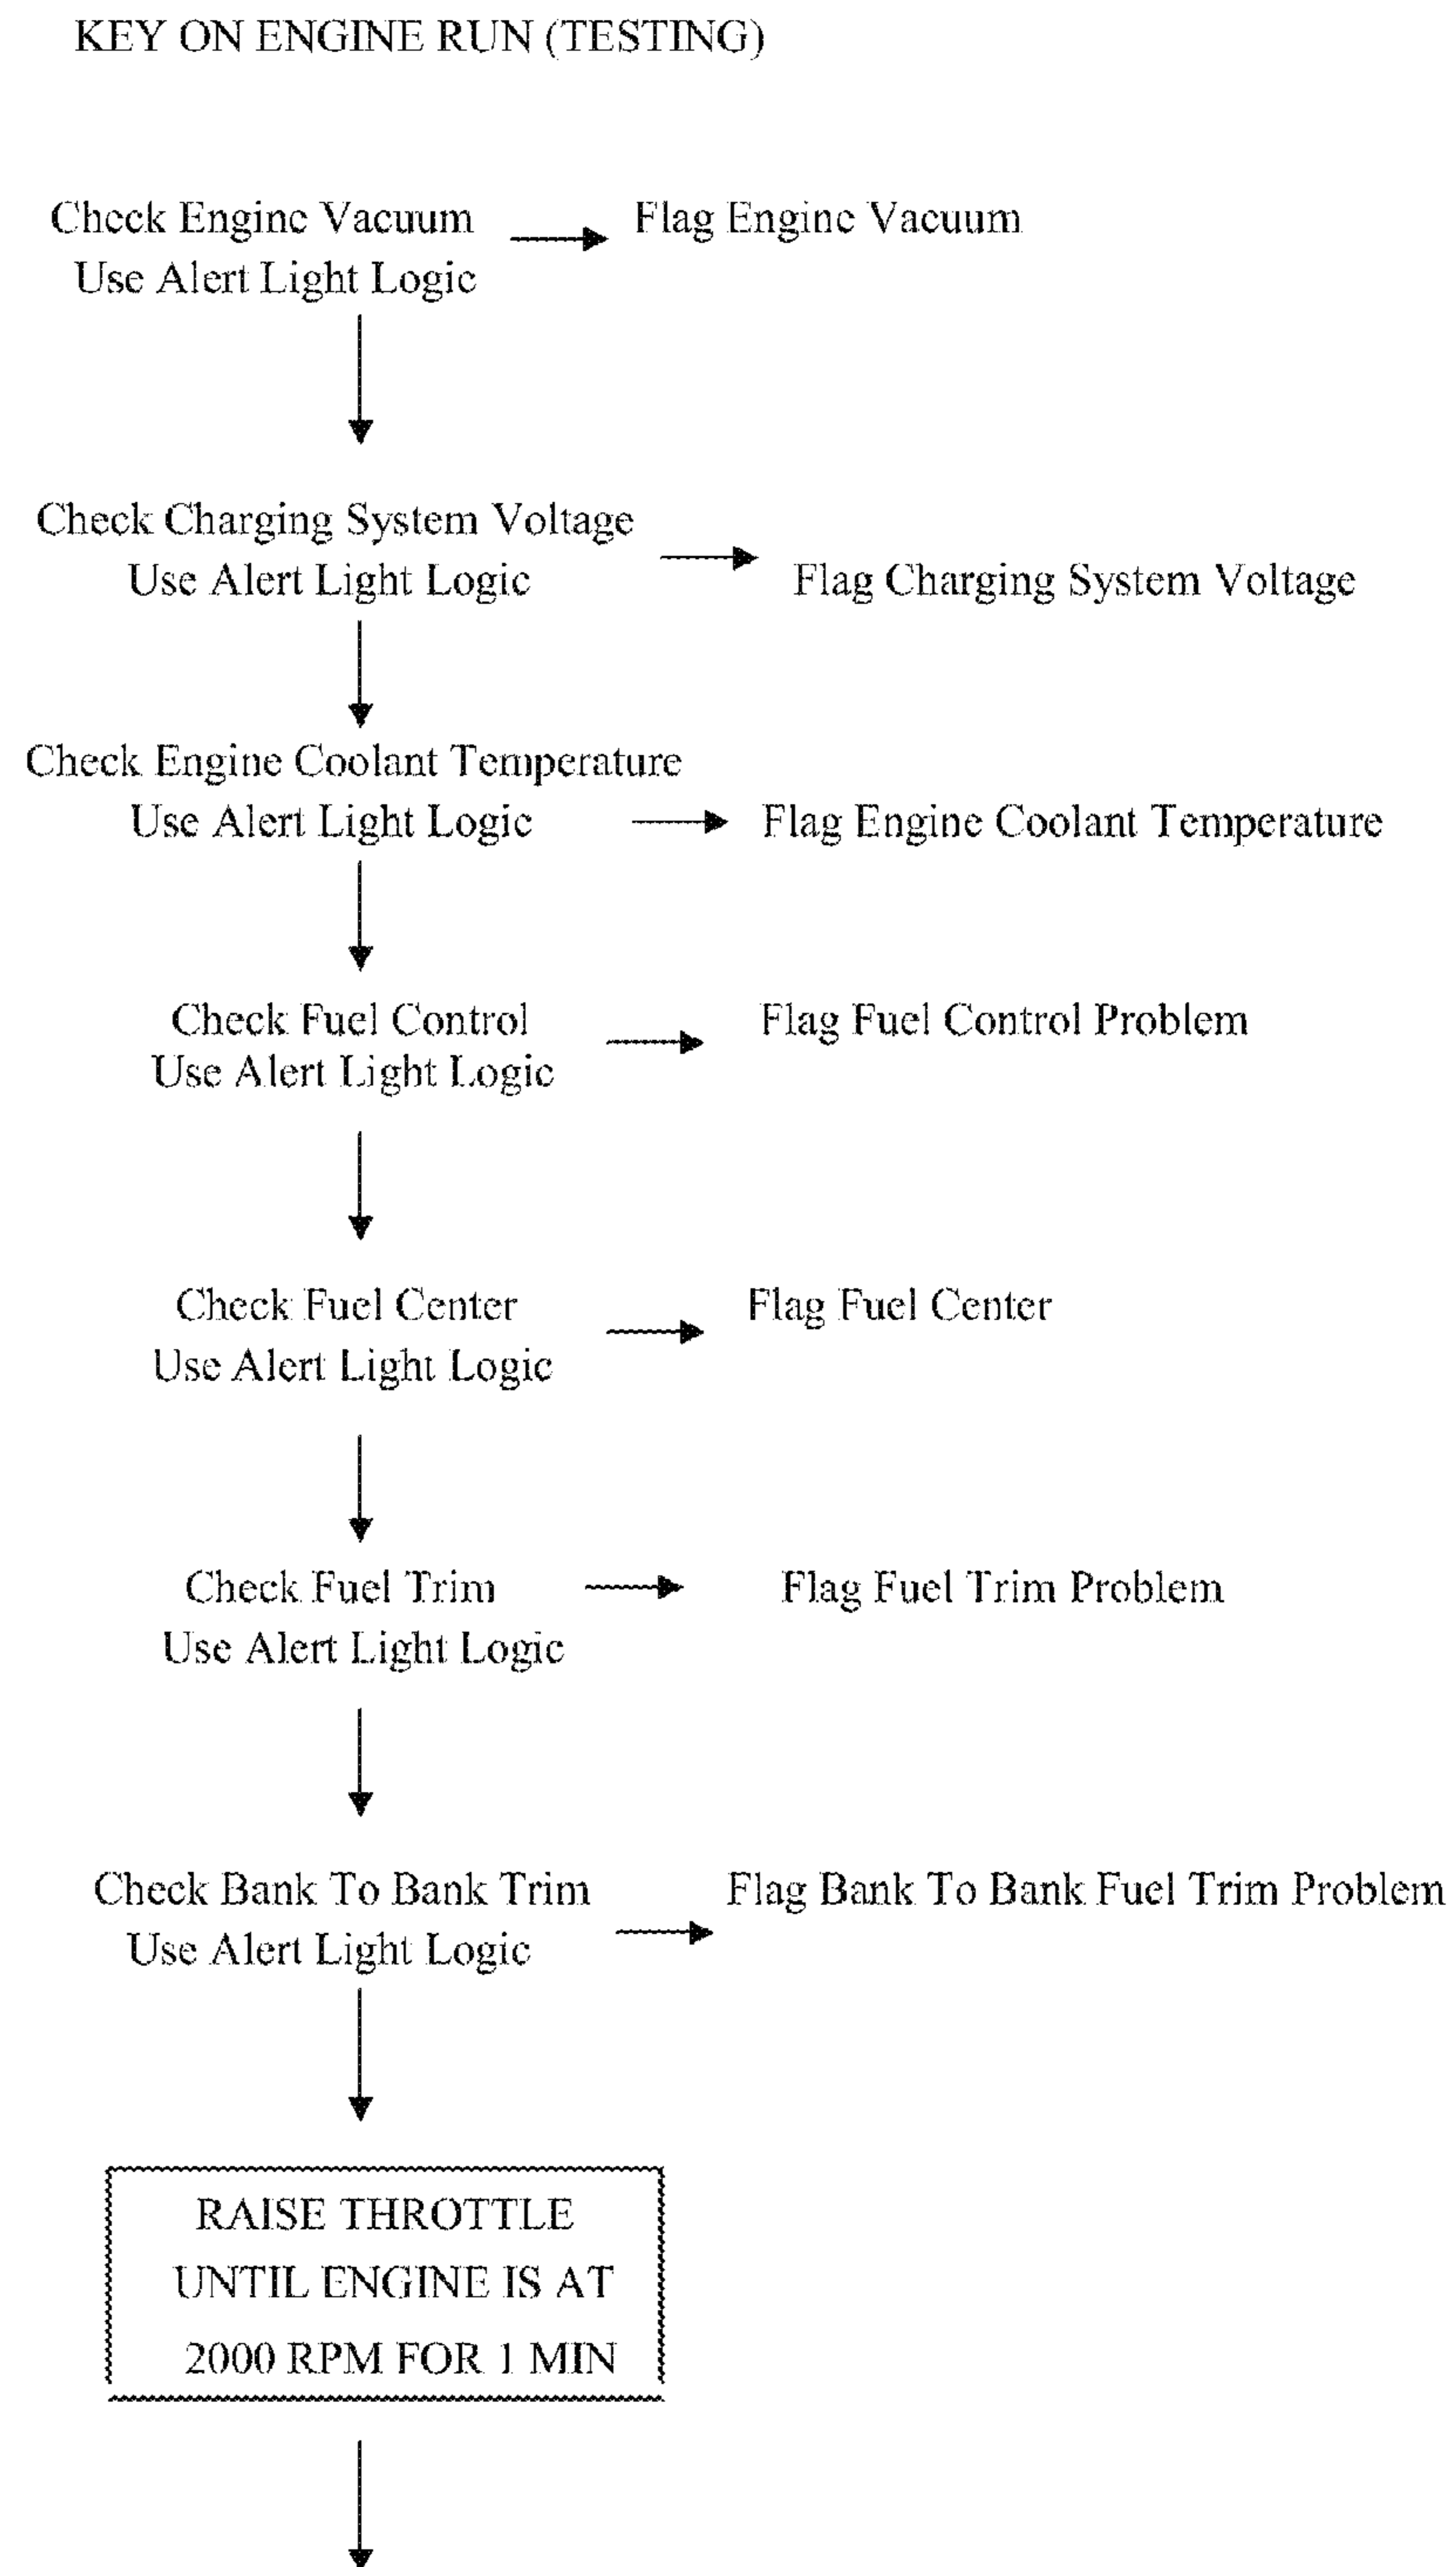 KEY ON ENGINE RUN (TESTING)
Check Engine Vacuum
Use Alert Light Logic
Flag Engine Vacuum
Check Charging System Voltage
Use Alert Light Logic
Flag Charging System Voltage
Check Engine Coolant Temperature
Use Alert Light Logic
Flag Engine Coolant Temperature
Check Fuel Control
Use Alert Light Logic
Flag Fuel Control Problem
Check Fuel Center
Use Alert Light Logic
Flag Fuel Center
Check Fuel Trim
Use Alert Light Logic
Flag Fuel Trim Problem
Check Bank To Bank Trim
Use Alert Light Logic
Flag Bank To Bank Fuel Trim Problem
RAISE THROTTLE
UNTIL ENGINE IS AT
2000 RPM FOR 1 MIN